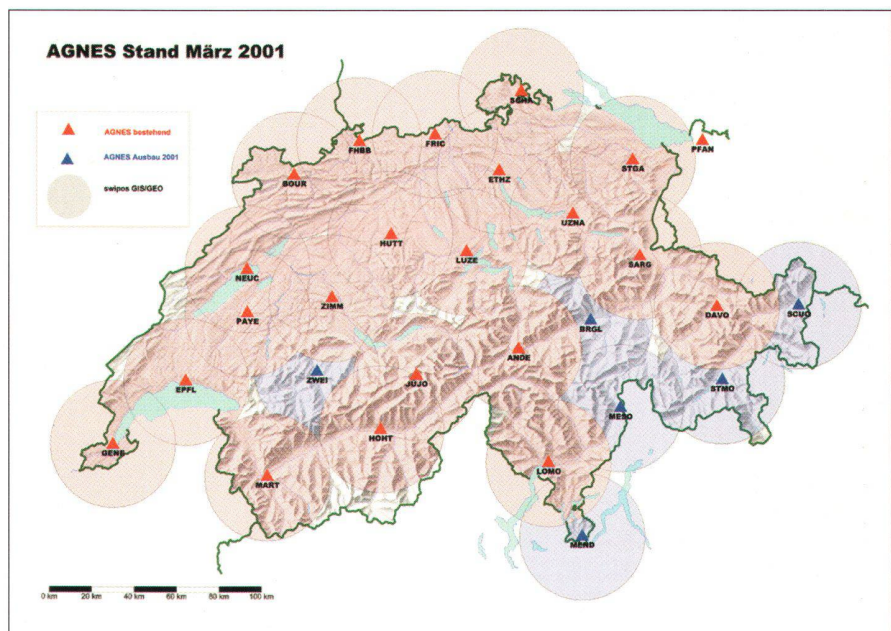 AGNES Stand März 2001
AGNES bestehend
AGNES Ausbau 2001
swipos GIS/GEO
SCHA
FHBB
FRIC
PFAN
BOUR
ETHZ
STGA
UZNA
HUTT
LUZE
SARG
NEUC
ZIMM
PAYE
BRGL
DAVO
SCUO
ANDE
EPFL
ZWEI
JUJO
STMO
MESO
HOHT
GENE
MART
LOMO
MEND
0 km 20 km 40 km 60 km 80 km 100 km